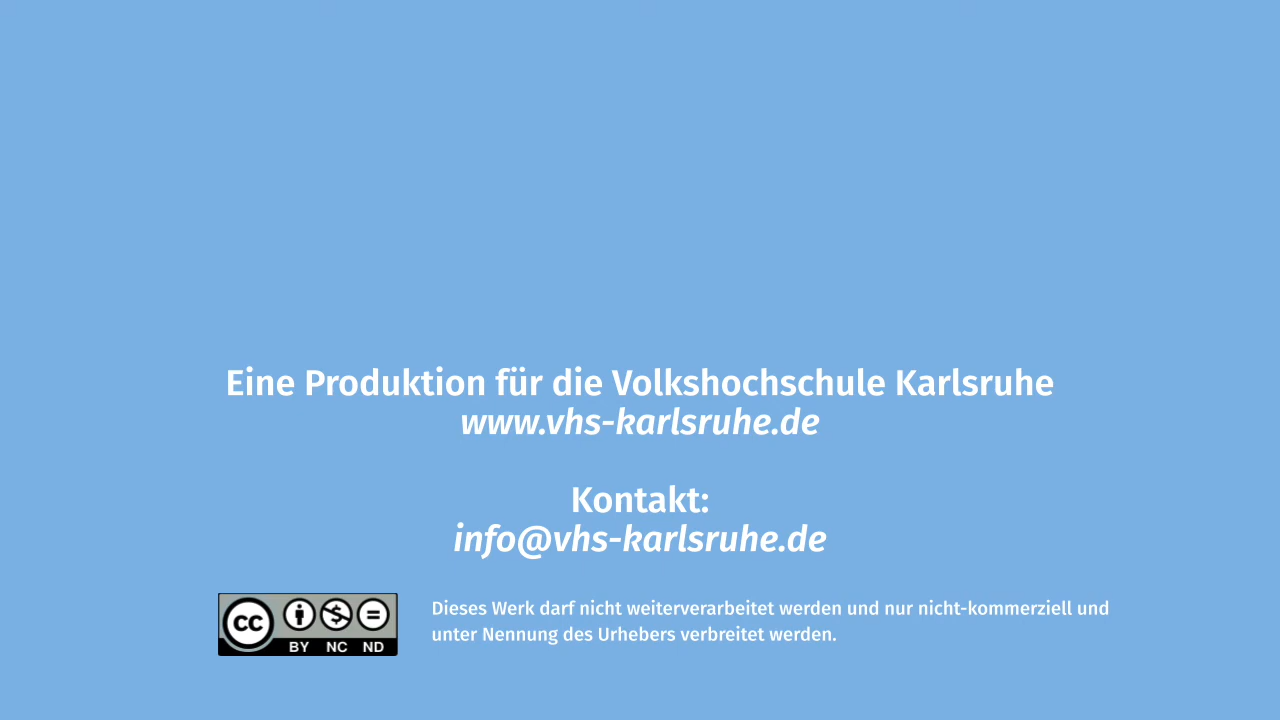 Eine Produktion für die Volkshochschule Karlsruhe
www.vhs-karlsruhe.de
Kontakt:
info@vhs-karlsruhe.de
cc BY NC ND
Dieses Werk darf nicht weiterverarbeitet werden und nur nicht-kommerziell und
unter Nennung des Urhebers verbreitet werden.